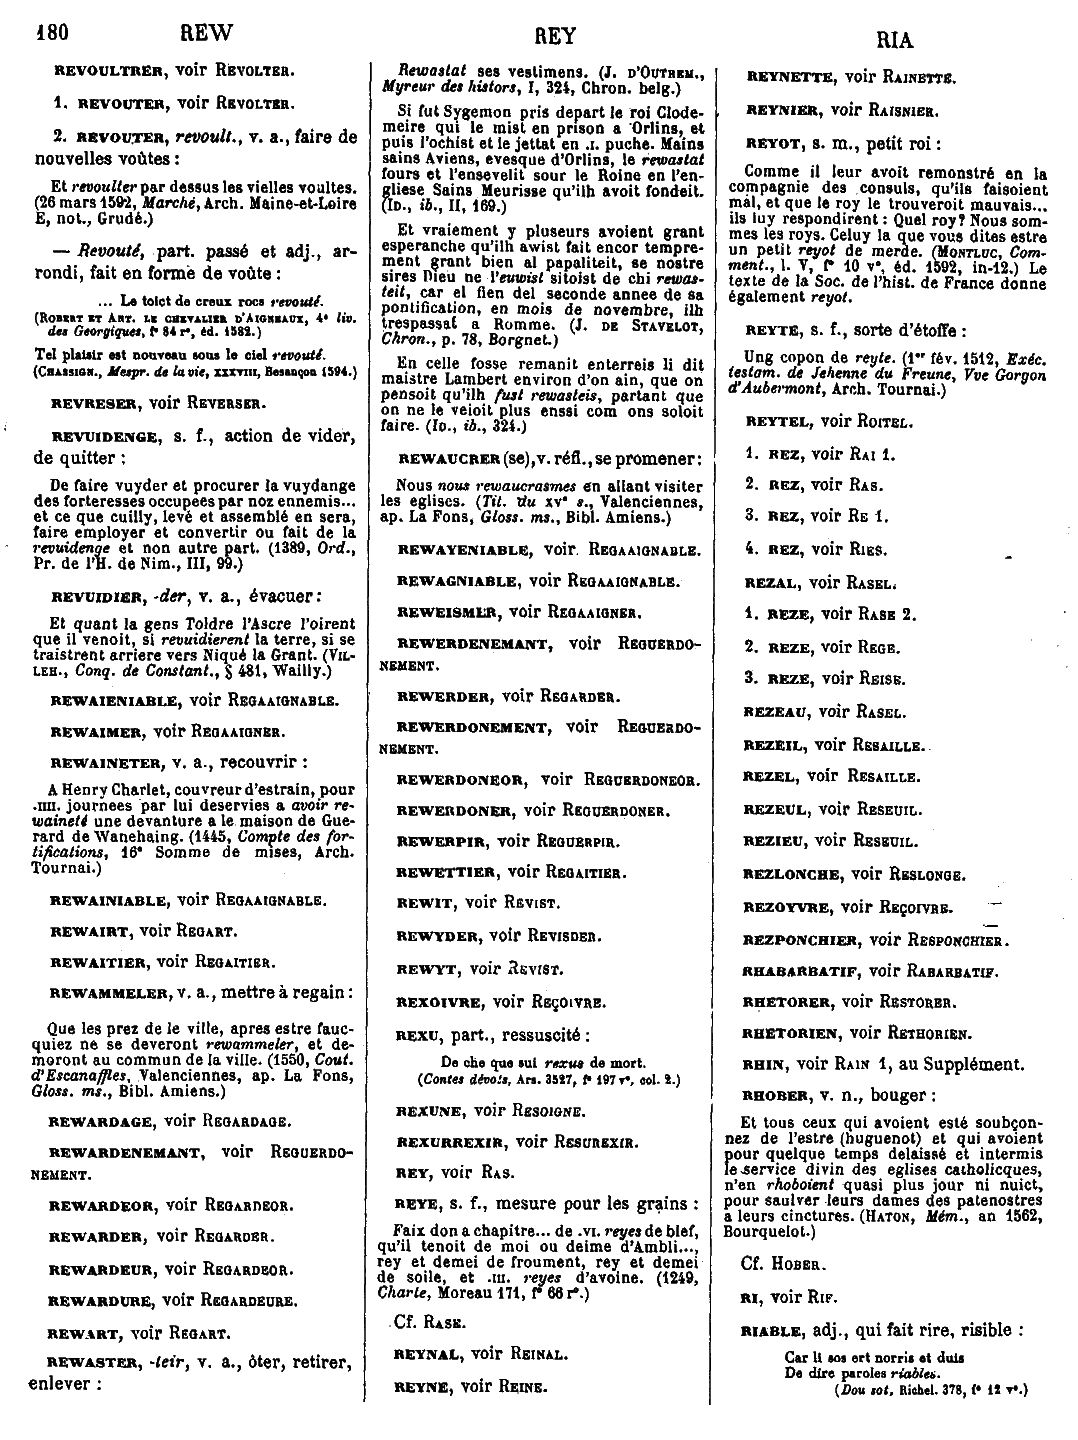 180 REW REY RIA
REVOULTRER, voir REVOLTER.
1. REVOUTER, voir REVOLTER.
2. REVOUTER, revoult., v. a., faire de
nouvelles voûtes :
Et revoulter par dessus les vielles voultes.
(26 mars 1592, Marché, Arch. Maine-et-Loire
E, not., Grudé.)
— Revouté, part. passé et adj., ar-
rondi, fait en forme de voûte :
... Le toict de creux rocs revouté.
(ROBERT ET ANT. LE CHEVALIER D'AIGNEAUX, 4e liv.
des Georgiques, f° 84 r°, éd. 1582.)
Tel plaisir est nouveau sous le ciel revouté.
(CHASSIGN., Mespr. de la vie, XXXVIII, Besançon 1594.)
REVRESER, voir REVERSER.
REVUIDENGE, s. f., action de vider,
de quitter :
De faire vuyder et procurer la vuydange
des forteresses occupees par noz ennemis...
et ce que cuilly, levé et assemblé en sera,
faire employer et convertir ou fait de la
revuidenge et non autre part. (1389, Ord.,
Pr. de l'H. de Nim., III, 99.)
REVUIDIER, -der, v. a., évacuer :
Et quant la gens Toldre l'Ascre l'oirent
que il venoit, si revuidierent la terre, si se
traistrent arriere vers Niqué la Grant. (VIL-
LEH., Conq. de Constant., § 481, Wailly.)
REWAIENIABLE, voir REGAAIGNABLE.
REWAIMER, voir REGAAIGNER.
REWAINETER, v. a., recouvrir :
A Henry Charlet, couvreur d'estrain, pour
.IIII. journees par lui deservies a avoir re-
waineté une devanture a le maison de Gue-
rard de Wanehaing. (1445, Compte des for-
tifications, 16e Somme de mises, Arch.
Tournai.)
REWAINIABLE, voir REGAAIGNABLE.
REWAIRT, voir REGART.
REWAITIER, voir REGAITIER.
REWAMMELER, v. a., mettre à regain :
Que les prez de le ville, apres estre fauc-
quiez ne se deveront rewammeler, et de-
moront au commun de la ville. (1550, Cout.
d'Escanaffles, Valenciennes, ap. La Fons,
Gloss. ms., Bibl. Amiens.)
REWARDAGE, voir REGARDAGE.
REWARDENEMANT, voir REGUERDO-
NEMENT.
REWARDEOR, voir REGARDEOR.
REWARDER, voir REGARDER.
REWARDEUR, voir REGARDEOR.
REWARDURE, voir REGARDEURE.
REWART, voir REGART.
REWASTER, -teir, v. a., ôter, retirer,
enlever :
Rewastat ses vestimens. (J. D'OUTREM.,
Myreur des histors, I, 324, Chron. belg.)
Si fut Sygemon pris depart le roi Clode-
meire qui le mist en prison a Orlins, et
puis l'ochist et le jettat en .I. puche. Mains
sains Aviens, evesque d'Orlins, le rewastat
fours et l'ensevelit sour le Roine en l'en-
gliese Sains Meurisse qu'ilh avoit fondeit.
(ID., ib., II, 169.)
Et vraiement y pluseurs avoient grant
esperanche qu'ilh awist fait encor tempre-
ment grant bien al papaliteit, se nostre
sires Dieu ne l'euwist sitoist de chi rewas-
teit, car el fien del seconde annee de sa
pontification, en mois de novembre, ilh
trespassat a Romme. (J. DE STAVELOT,
Chron., p. 78, Borgnet.)
En celle fosse remanit enterreis li dit
maistre Lambert environ d'on ain, que on
pensoit qu'ilh fust rewasteis, partant que
on ne le veioit plus enssi com ons soloit
faire. (ID., ib., 324.)
REWAUCRER (se), v. réfl., se promener :
Nous nous rewaucrasmes en allant visiter
les eglises. (Tit. du XVe s., Valenciennes,
ap. La Fons, Gloss. ms., Bibl. Amiens.)
REWAYENIABLE, voir REGAAIGNABLE.
REWAGNIABLE, voir REGAAIGNABLE.
REWEISMER, voir REGAAIGNER.
REWERDENEMANT, voir REGUERDO-
NEMENT.
REWERDER, voir REGARDER.
REWERDONEMENT, voir REGUERDO-
NEMENT.
REWERDONEOR, voir REGUERDONEOR.
REWERDONER, voir REGUERDONER.
REWERPIR, voir REGUERPIR.
REWETTIER, voir REGAITIER.
REWIT, voir REVIST.
REWYDER, voir REVISDER.
REWYT, voir REVIST.
REXOIVRE, voir REÇOIVRE.
REXU, part., ressuscité :
De che que sui rexus de mort.
(Contes dévots, Ars. 3527, f° 197 r°, col. 2.)
REXUNE, voir RESOIGNE.
REXURREXIR, voir RESUREXIR.
REY, voir RAS.
REYE, s. f., mesure pour les grains :
Faix don a chapitre... de .VI. reyes de blef,
qu'il tenoit de moi ou deime d'Ambli...,
rey et demei de froument, rey et demei
de soile, et .III. reyes d'avoine. (1249,
Charte, Moreau 171, f° 66 r°.)
Cf. RASE.
REYNAL, voir REINAL.
REYNE, voir REINE.
REYNETTE, voir RAINETTE.
REYNIER, voir RAISNIER.
REYOT, s. m., petit roi :
Comme il leur avoit remonstré en la
compagnie des consuls, qu'ils faisoient
mal, et que le roy le trouveroit mauvais...
ils luy respondirent : Quel roy? Nous som-
mes les roys. Celuy la que vous dites estre
un petit reyot de merde. (MONTLUC, Com-
ment., l. V, f° 10 v°, éd. 1592, in-12.) Le
texte de la Soc. de l'hist. de France donne
également reyot.
REYTE, s. f., sorte d'étoffe :
Ung copon de reyte. (1er fév. 1512, Exéc.
testam. de Jehenne du Freune, Vve Gorgon
d'Aubermont, Arch. Tournai.)
REYTEL, voir ROITEL.
1. REZ, voir RAI 1.
2. REZ, voir RAS.
3. REZ, voir RE 1.
4. REZ, voir RIES.
REZAL, voir RASEL.
1. REZE, voir RASE 2.
2. REZE, voir REGE.
3. REZE, voir REISE.
REZEAU, voir RASEL.
REZEIL, voir RESAILLE.
REZEL, voir RESAILLE.
REZEUL, voir RESEUIL.
REZIEU, voir RESEUIL.
REZLONCHE, voir RESLONGE.
REZOYVRE, voir REÇOIVRE.
REZPONCHIER, voir RESPONCHIER.
RHABARBATIF, voir RABARBATIF.
RHETORER, voir RESTORER.
RHETORIEN, voir RETHORIEN.
RHIN, voir RAIN 1, au Supplément.
RHOBER, v. n., bouger :
Et tous ceux qui avoient esté soubçon-
nez de l'estre (huguenot) et qui avoient
pour quelque temps delaissé et intermis
le service divin des eglises catholicques,
n'en rhoboient quasi plus jour ni nuict,
pour saulver leurs dames des patenostres
a leurs cinctures. (HATON, Mém., an 1562,
Bourquelot.)
Cf. HOBER.
RI, voir RIF.
RIABLE, adj., qui fait rire, risible :
Car li sos ert norris et duis
De dire paroles riables.
(Dou sot, Richel. 378, f° 12 v°.)